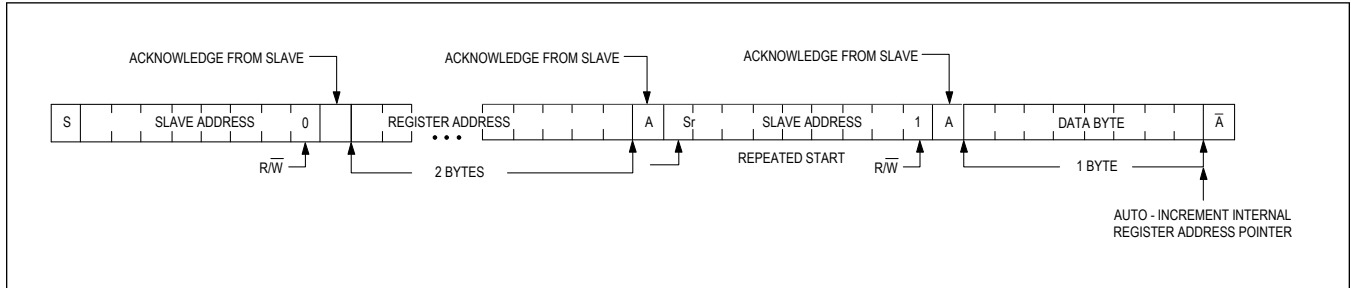 ACKNOWLEDGE FROM SLAVE ACKNOWLEDGE FROM SLAVE ACKNOWLEDGE FROM SLAVE
S SLAVE ADDRESS 0 REGISTER ADDRESS • • • A Sr SLAVE ADDRESS 1 A DATA BYTE A̅
R/W̅ 2 BYTES REPEATED START R/W̅ 1 BYTE
AUTO - INCREMENT INTERNAL
REGISTER ADDRESS POINTER